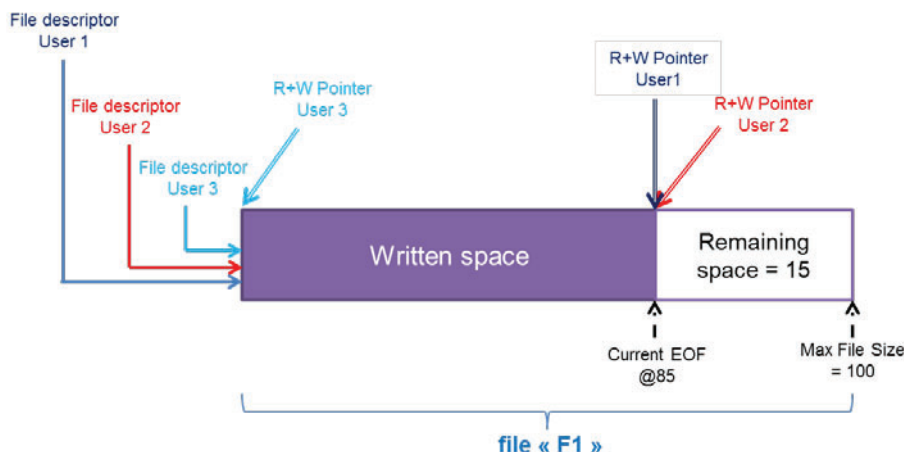 File descriptor
User 1
R+W Pointer
User 3
R+W Pointer
User1
File descriptor
User 2
R+W Pointer
User 2
File descriptor
User 3
Written space
Remaining
space = 15
Current EOF
@85
Max File Size
= 100
file « F1 »